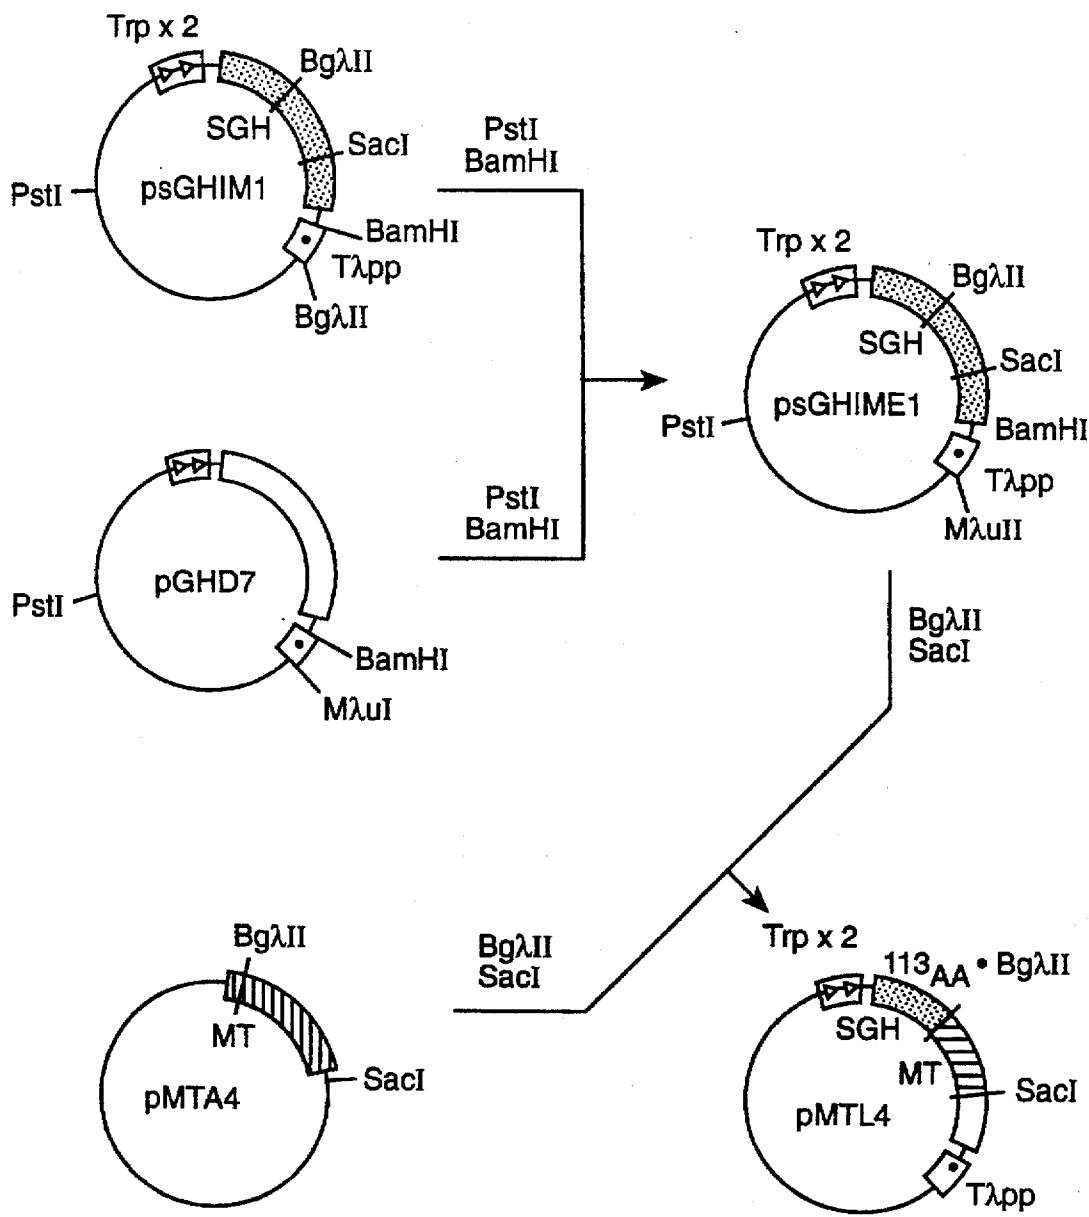 Trp x 2
BgλII
SGH
SacI
PstI
psGHIM1
BamHI
Tλpp
BgλII
PstI
BamHI
Trp x 2
BgλII
SGH
SacI
PstI
psGHIME1
BamHI
Tλpp
MλuII
PstI
BamHI
pGHD7
PstI
BamHI
MλuI
BgλII
SacI
BgλII
MT
SacI
pMTA4
BgλII
SacI
Trp x 2
113AA • BgλII
SGH
MT
SacI
pMTL4
Tλpp